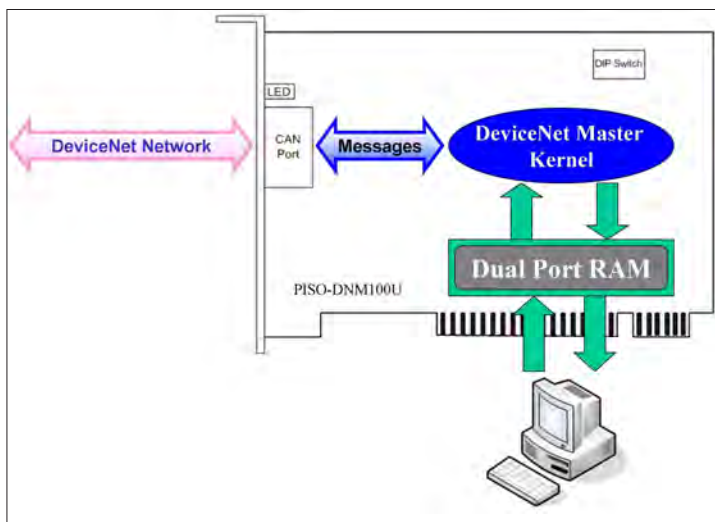 DIP Switch
LED
DeviceNet Network
CAN
Port
Messages
DeviceNet Master
Kernel
Dual Port RAM
PISO-DNM100U